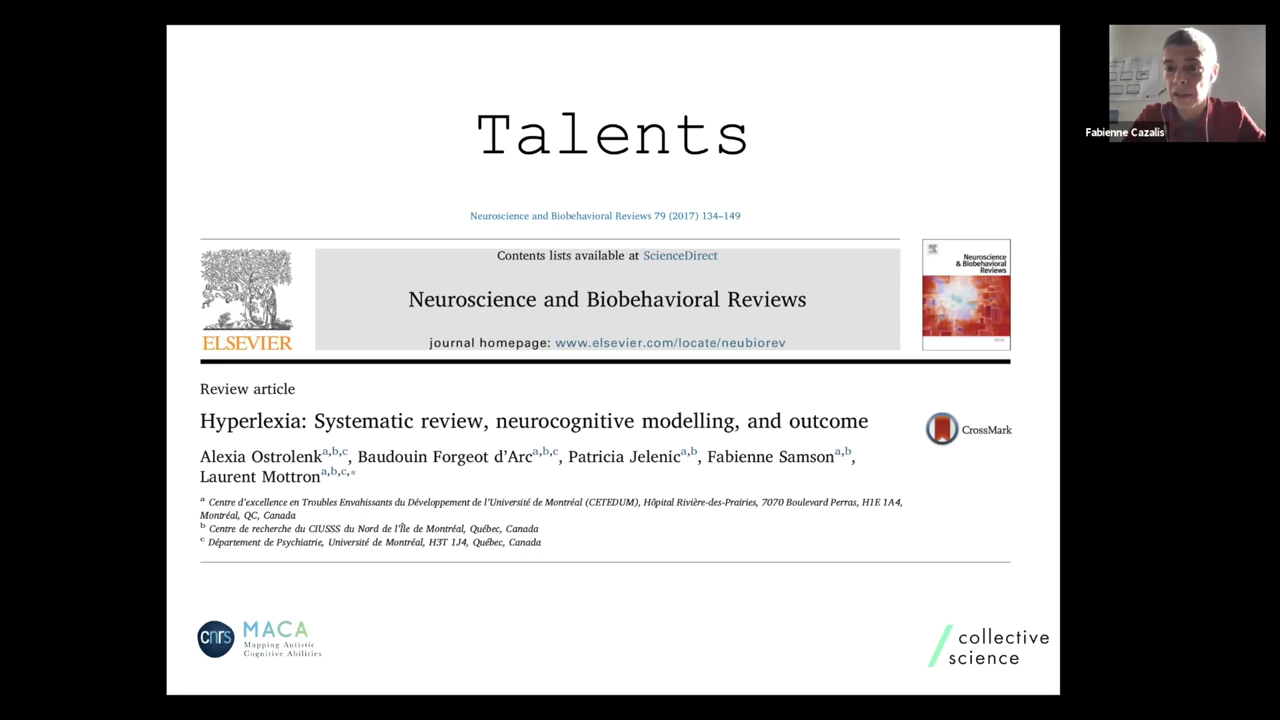 Talents
Neuroscience and Biobehavioral Reviews 79 (2017) 134–149
Contents lists available at ScienceDirect
Neuroscience and Biobehavioral Reviews
journal homepage: www.elsevier.com/locate/neubiorev
ELSEVIER
Neuroscience
& Biobehavioral
Reviews
Review article
Hyperlexia: Systematic review, neurocognitive modelling, and outcome
CrossMark
Alexia Ostrolenka,b,c, Baudouin Forgeot d'Arca,b,c, Patricia Jelenica,b, Fabienne Samsona,b,
Laurent Mottrona,b,c,*
a Centre d'excellence en Troubles Envahissants du Développement de l'Université de Montréal (CETEDUM), Hôpital Rivière-des-Prairies, 7070 Boulevard Perras, H1E 1A4,
Montréal, QC, Canada
b Centre de recherche du CIUSSS du Nord de l'Île de Montréal, Québec, Canada
c Département de Psychiatrie, Université de Montréal, H3T 1J4, Québec, Canada
cnrs
MACA
Mapping Autistic
Cognitive Abilities
collective
science
Fabienne Cazalis